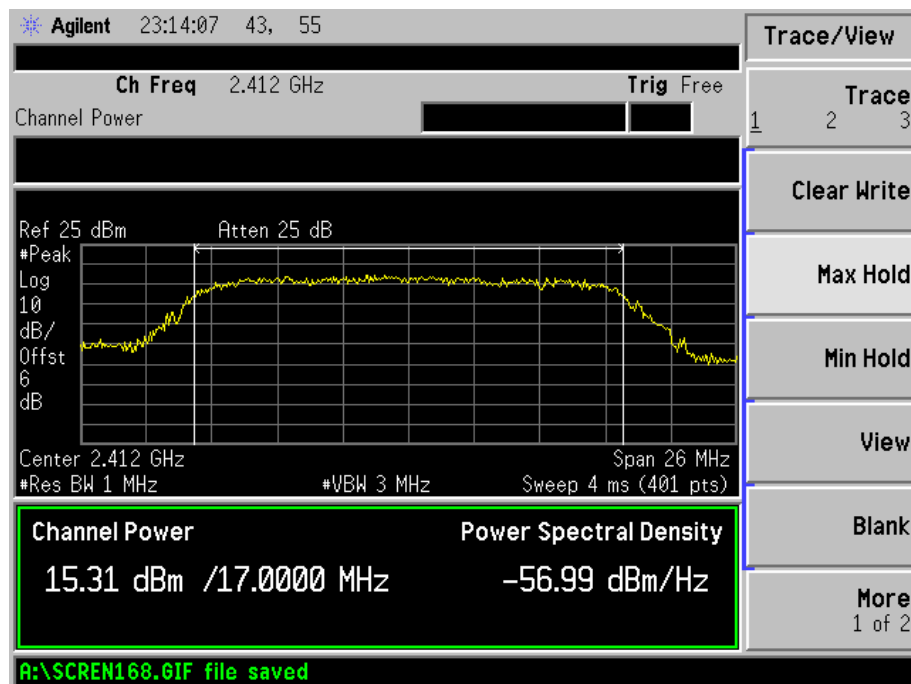 Agilent 23:14:07 43, 55
Trace/View
Ch Freq 2.412 GHz Trig Free
Channel Power
Trace
1 2 3
Clear Write
Max Hold
Min Hold
View
Blank
More
1 of 2
Ref 25 dBm Atten 25 dB
#Peak
Log
10
dB/
Offst
6
dB
Center 2.412 GHz Span 26 MHz
#Res BW 1 MHz #VBW 3 MHz Sweep 4 ms (401 pts)
Channel Power Power Spectral Density
15.31 dBm /17.0000 MHz -56.99 dBm/Hz
A:\SCREN168.GIF file saved